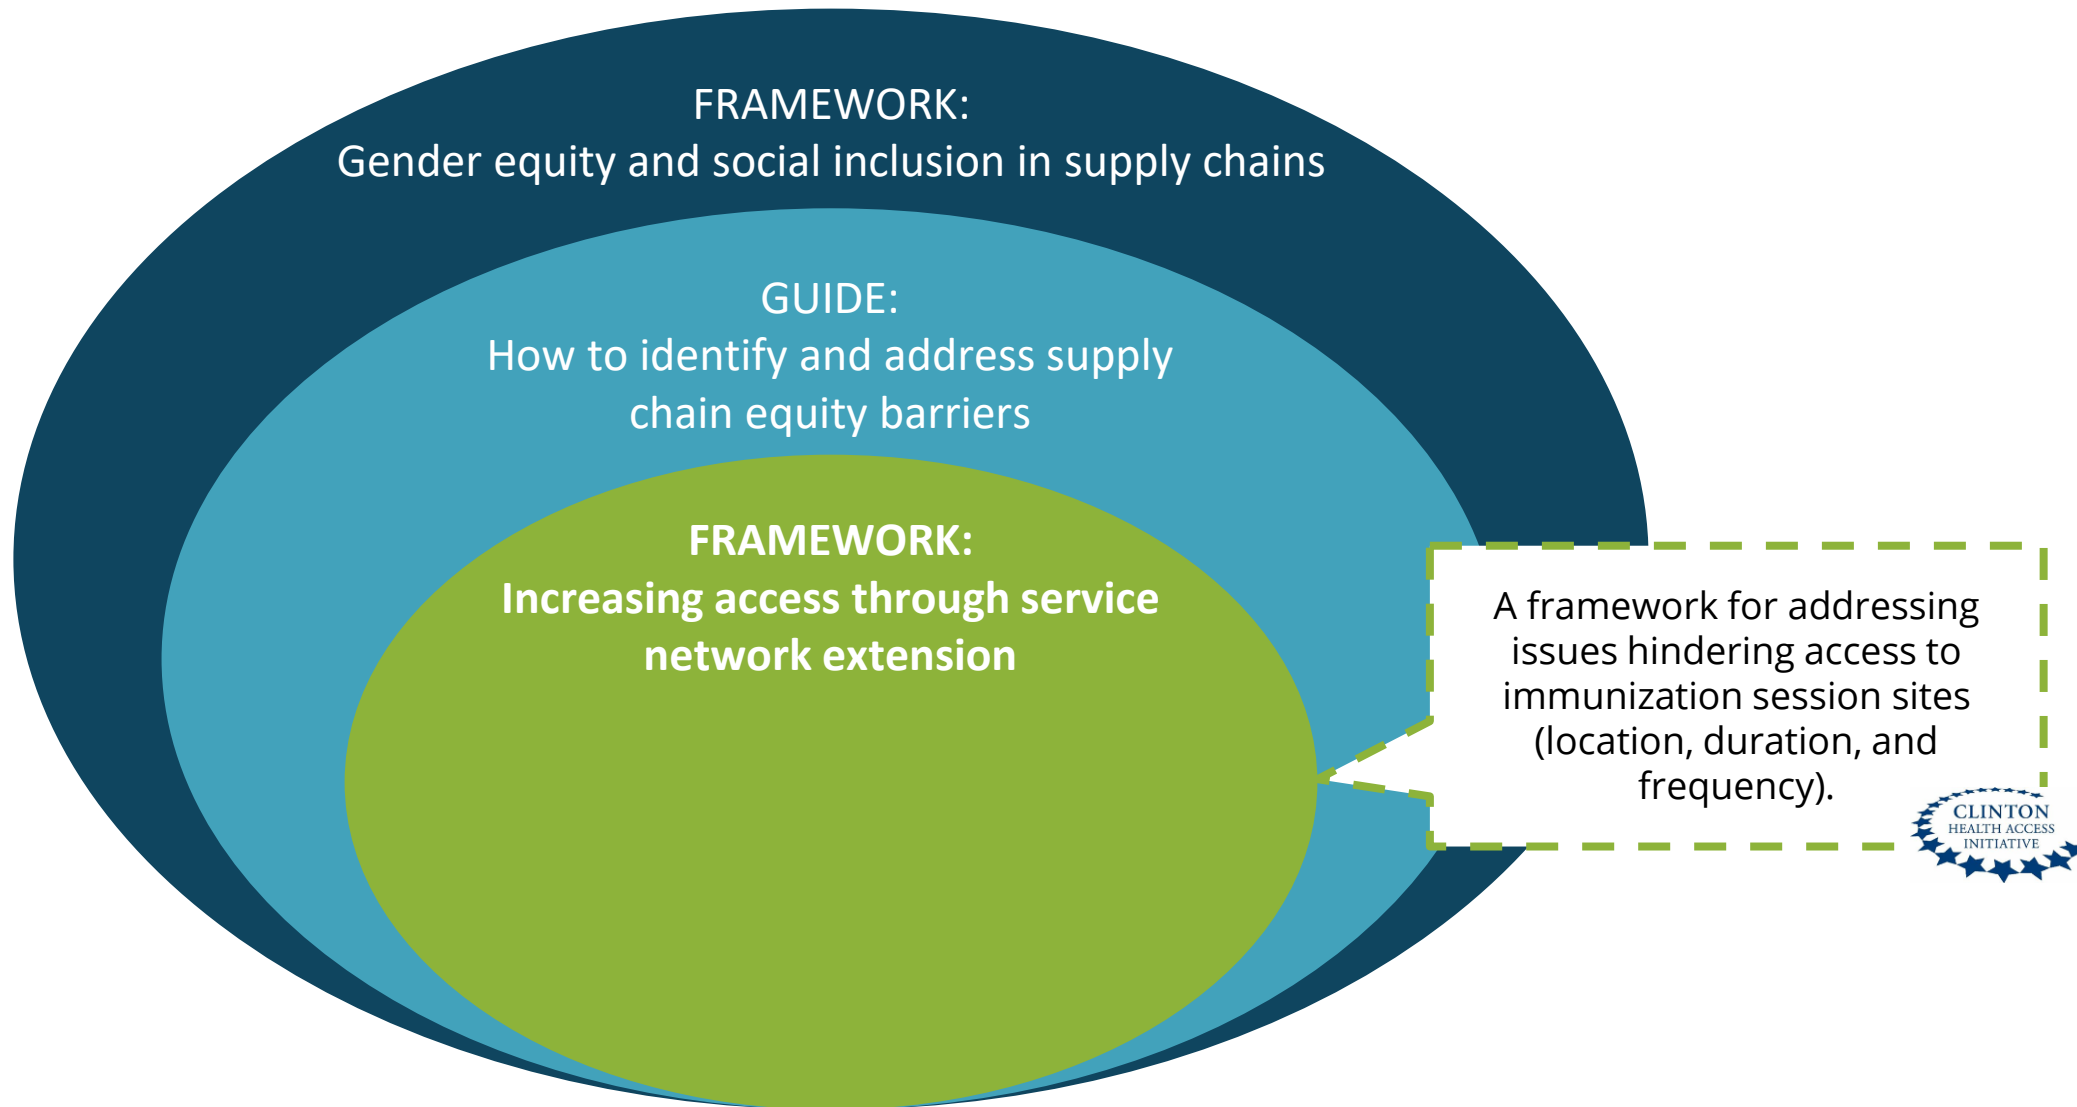 FRAMEWORK:
Gender equity and social inclusion in supply chains
GUIDE:
How to identify and address supply
chain equity barriers
FRAMEWORK:
Increasing access through service
network extension
A framework for addressing
issues hindering access to
immunization session sites
(location, duration, and
frequency).
CLINTON
HEALTH ACCESS
INITIATIVE